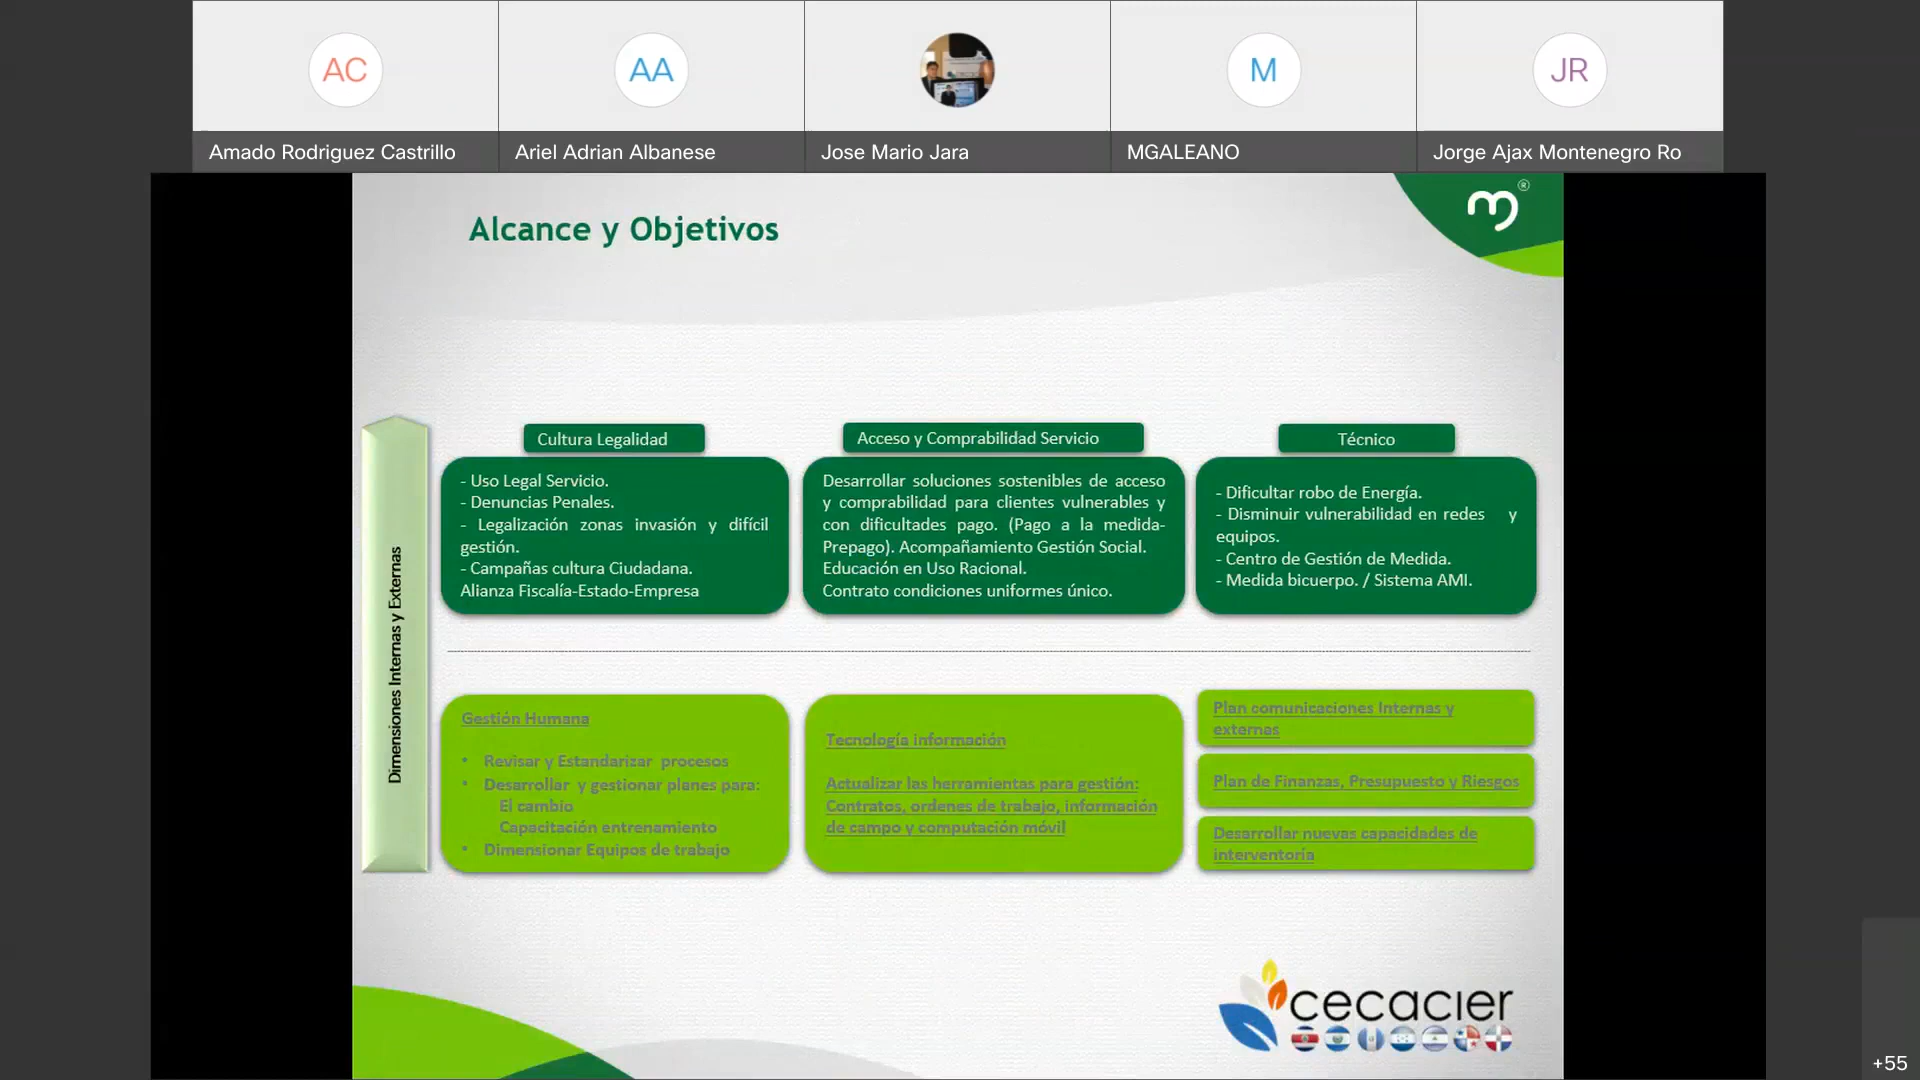 AC
AA
M
JR
Amado Rodriguez Castrillo
Ariel Adrian Albanese
Jose Mario Jara
MGALEANO
Jorge Ajax Montenegro Ro
Alcance y Objetivos
®
Dimensiones Internas y Externas
Cultura Legalidad
- Uso Legal Servicio.
- Denuncias Penales.
- Legalización zonas invasión y difícil
gestión.
- Campañas cultura Ciudadana.
Alianza Fiscalía-Estado-Empresa
Acceso y Comprabilidad Servicio
Desarrollar soluciones sostenibles de acceso
y comprabilidad para clientes vulnerables y
con dificultades pago. (Pago a la medida-
Prepago). Acompañamiento Gestión Social.
Educación en Uso Racional.
Contrato condiciones uniformes único.
Técnico
- Dificultar robo de Energía.
- Disminuir vulnerabilidad en redes y
equipos.
- Centro de Gestión de Medida.
- Medida bicuerpo. / Sistema AMI.
Gestión Humana
• Revisar y Estandarizar procesos
• Desarrollar y gestionar planes para:
El cambio
Capacitación entrenamiento
• Dimensionar Equipos de trabajo
Tecnología información
Actualizar las herramientas para gestión:
Contratos, ordenes de trabajo, información
de campo y computación móvil
Plan comunicaciones Internas y
externas
Plan de Finanzas, Presupuesto y Riesgos
Desarrollar nuevas capacidades de
interventoría
cecacier
+55